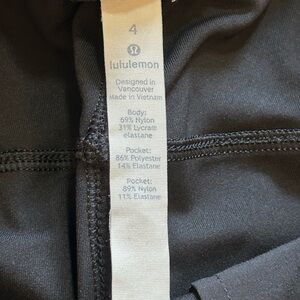 4
lululemon
Designed in
Vancouver
Made in Vietnam
Body:
69% Nylon
31% Lycra®
elastane
Pocket:
86% Polyester
14% Elastane
Pocket:
89% Nylon
11% Elastane